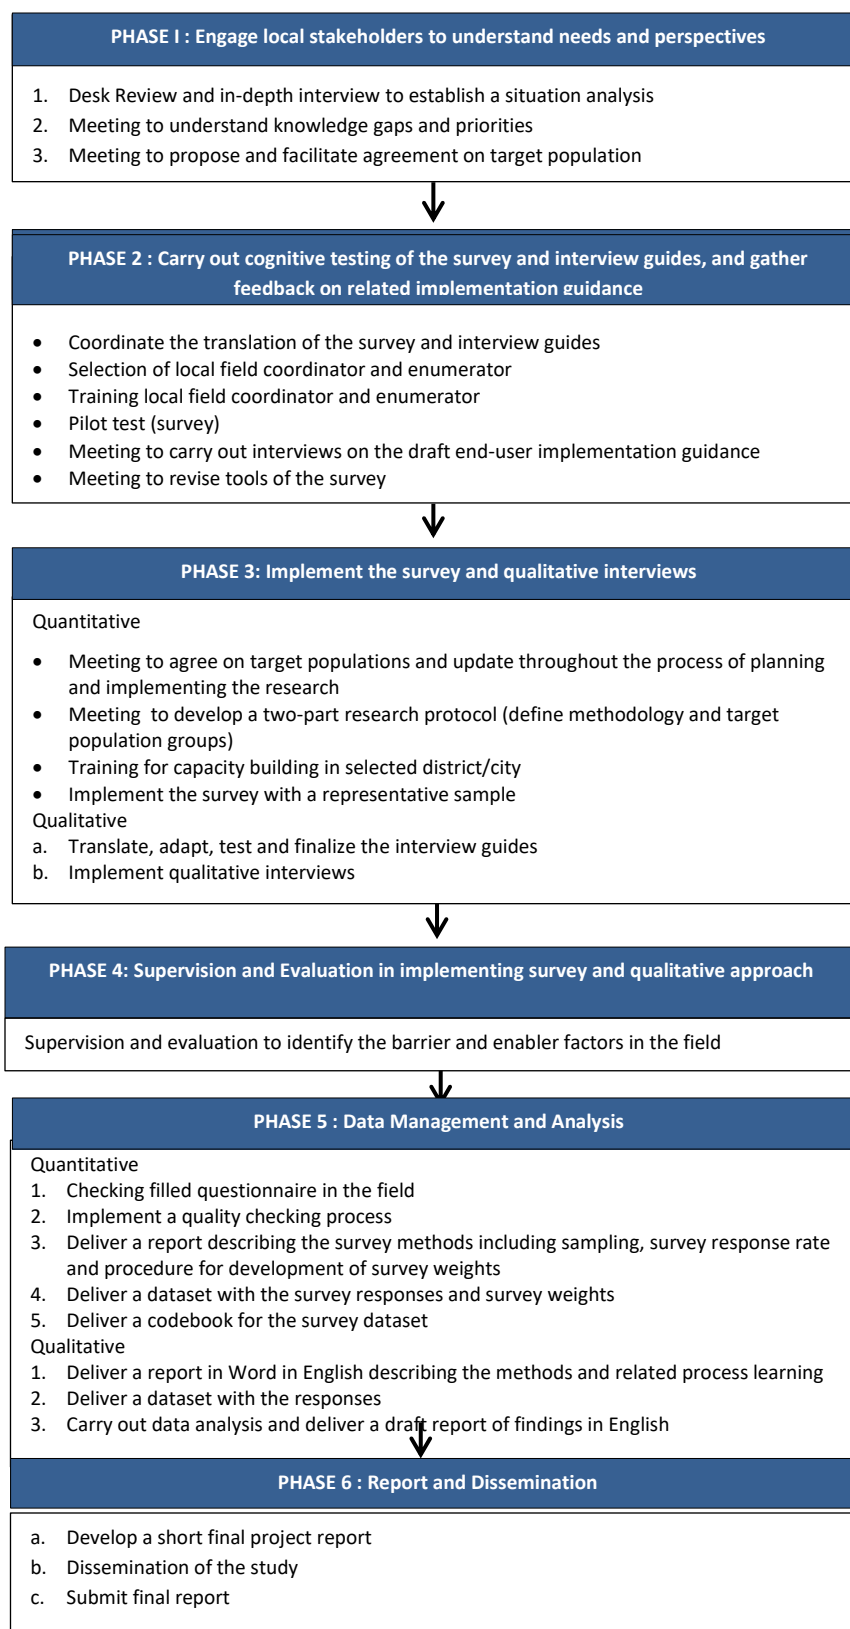 PHASE I : Engage local stakeholders to understand needs and perspectives
1. Desk Review and in-depth interview to establish a situation analysis
2. Meeting to understand knowledge gaps and priorities
3. Meeting to propose and facilitate agreement on target population
PHASE 2 : Carry out cognitive testing of the survey and interview guides, and gather
feedback on related implementation guidance
• Coordinate the translation of the survey and interview guides
• Selection of local field coordinator and enumerator
• Training local field coordinator and enumerator
• Pilot test (survey)
• Meeting to carry out interviews on the draft end-user implementation guidance
• Meeting to revise tools of the survey
PHASE 3: Implement the survey and qualitative interviews
Quantitative
• Meeting to agree on target populations and update throughout the process of planning
and implementing the research
• Meeting to develop a two-part research protocol (define methodology and target
population groups)
• Training for capacity building in selected district/city
• Implement the survey with a representative sample
Qualitative
a. Translate, adapt, test and finalize the interview guides
b. Implement qualitative interviews
PHASE 4: Supervision and Evaluation in implementing survey and qualitative approach
Supervision and evaluation to identify the barrier and enabler factors in the field
PHASE 5 : Data Management and Analysis
Quantitative
1. Checking filled questionnaire in the field
2. Implement a quality checking process
3. Deliver a report describing the survey methods including sampling, survey response rate
and procedure for development of survey weights
4. Deliver a dataset with the survey responses and survey weights
5. Deliver a codebook for the survey dataset
Qualitative
1. Deliver a report in Word in English describing the methods and related process learning
2. Deliver a dataset with the responses
3. Carry out data analysis and deliver a draft report of findings in English
PHASE 6 : Report and Dissemination
a. Develop a short final project report
b. Dissemination of the study
c. Submit final report